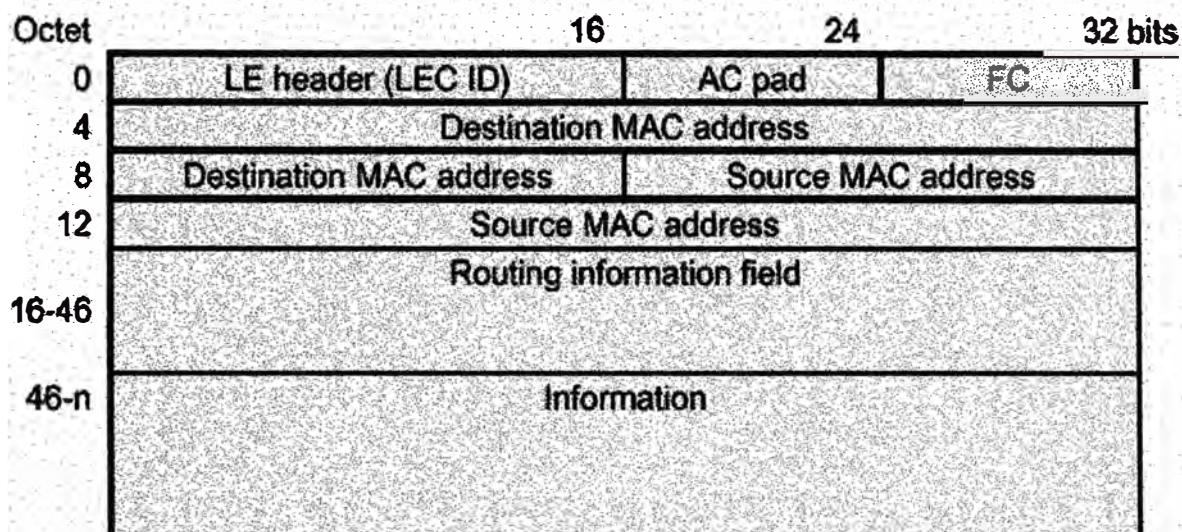 Octet 16 24 32 bits
0 LE header (LEC ID) AC pad FC
4 Destination MAC address
8 Destination MAC address Source MAC address
12 Source MAC address
Routing information field
16-46
46-n Information